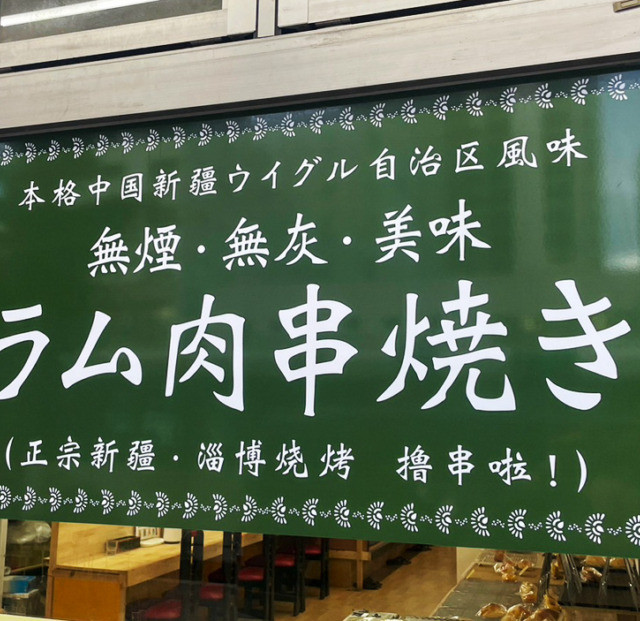 本格中国新疆ウイグル自治区風味
無煙・無灰・美味
ラム肉串焼き
(正宗新疆・淄博烧烤 撸串啦！)